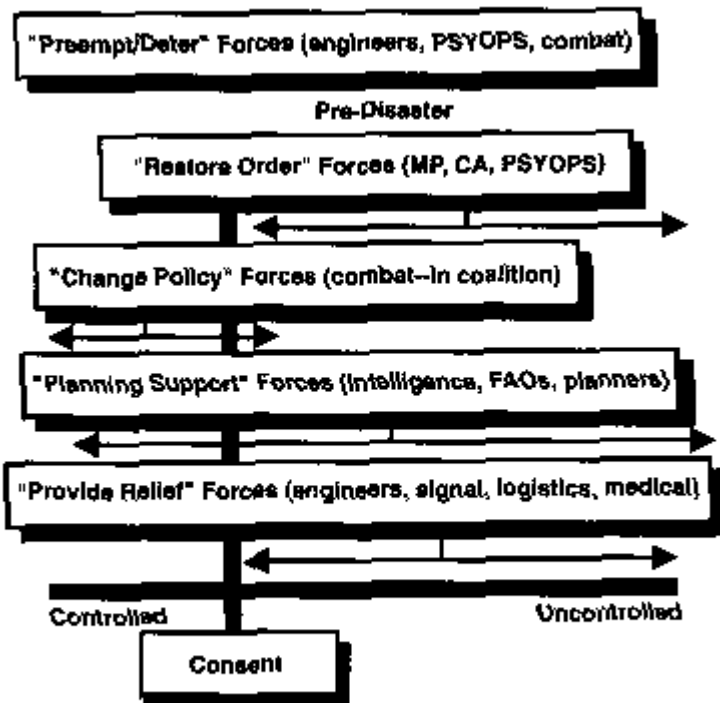 "Preempt/Deter" Forces (engineers, PSYOPS, combat)
Pre-Disaster
"Restore Order" Forces (MP, CA, PSYOPS)
"Change Policy" Forces (combat--in coalition)
"Planning Support" Forces (intelligence, FAOs, planners)
"Provide Relief" Forces (engineers, signal, logistics, medical)
Controlled
Uncontrolled
Consent